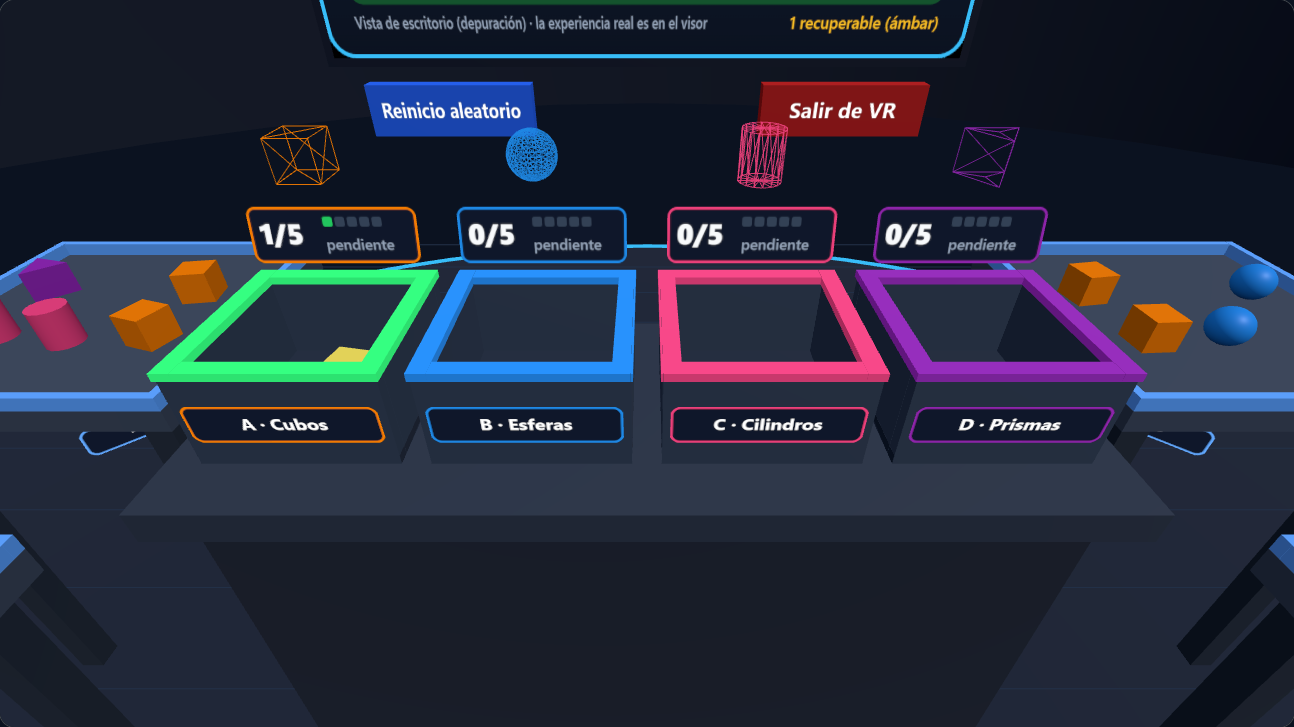 Vista de escritorio (depuración) · la experiencia real es en el visor
1 recuperable (ámbar)
Reinicio aleatorio
Salir de VR
1/5
pendiente
0/5
pendiente
0/5
pendiente
0/5
pendiente
A · Cubos
B · Esferas
C · Cilindros
D · Prismas